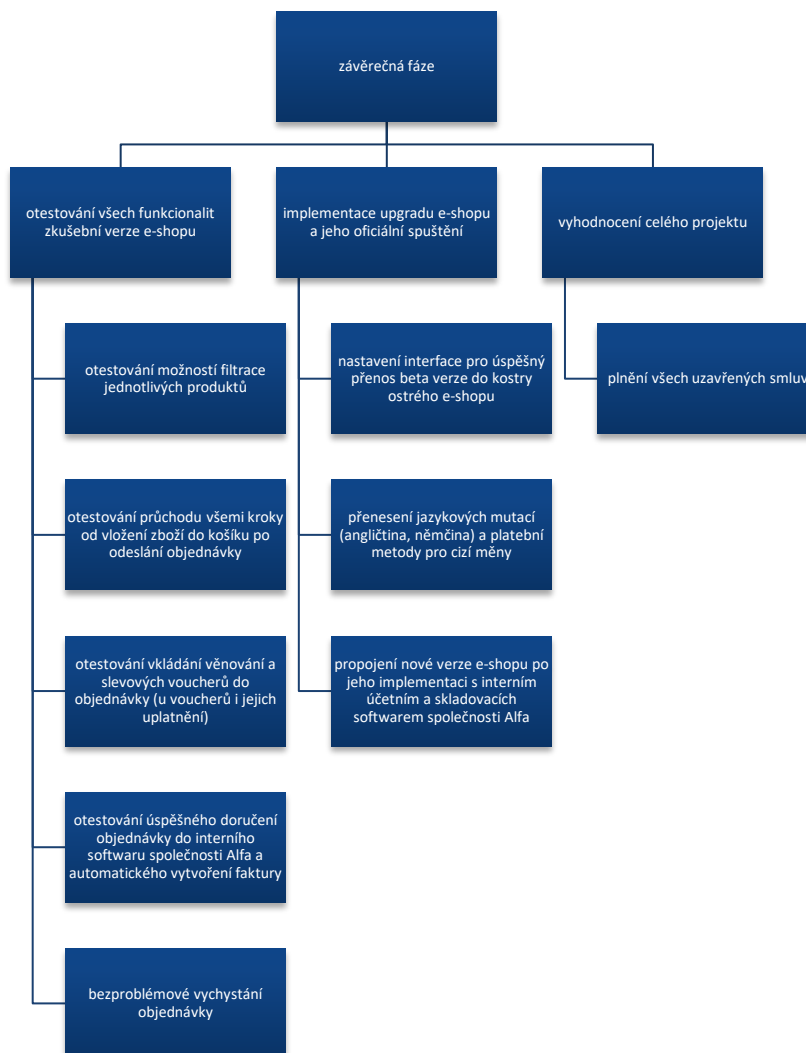 závěrečná fáze
otestování všech funkcionalit
zkušební verze e-shopu
implementace upgradu e-shopu
a jeho oficiální spuštění
vyhodnocení celého projektu
otestování možností filtrace
jednotlivých produktů
nastavení interface pro úspěšný
přenos beta verze do kostry
ostrého e-shopu
plnění všech uzavřených smluv
otestování průchodu všemi kroky
od vložení zboží do košíku po
odeslání objednávky
přenesení jazykových mutací
(angličtina, němčina) a platební
metody pro cizí měny
otestování vkládání věnování a
slevových voucherů do
objednávky (u voucherů i jejich
uplatnění)
propojení nové verze e-shopu po
jeho implementaci s interním
účetním a skladovacích
softwarem společnosti Alfa
otestování úspěšného doručení
objednávky do interního
softwaru společnosti Alfa a
automatického vytvoření faktury
bezproblémové vychystání
objednávky